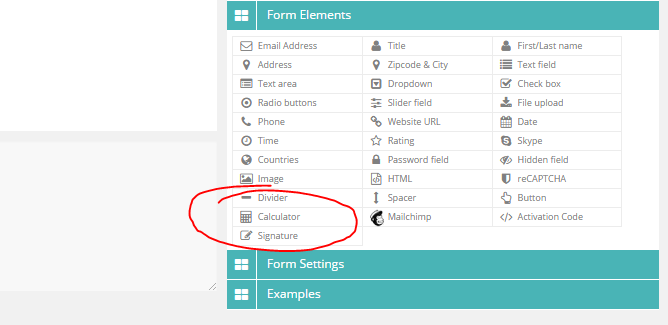 Form Elements
Email Address Title First/Last name
Address Zipcode & City Text field
Text area Dropdown Check box
Radio buttons Slider field File upload
Phone Website URL Date
Time Rating Skype
Countries Password field Hidden field
Image HTML reCAPTCHA
Divider Spacer Button
Calculator Mailchimp Activation Code
Signature
Form Settings
Examples